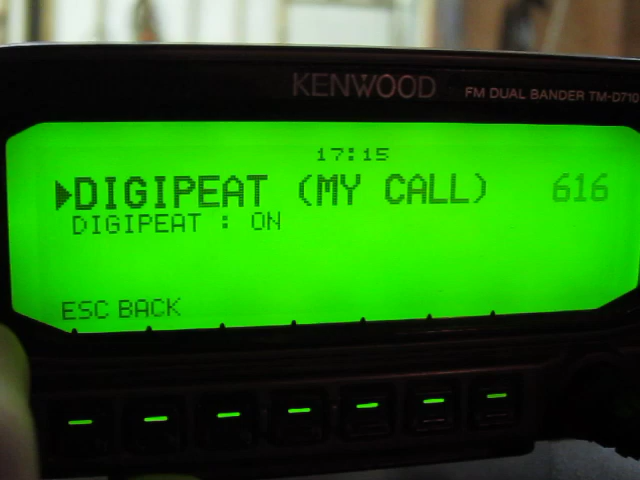 KENWOOD FM DUAL BANDER TM-D710
17:15
▶DIGIPEAT (MY CALL) 616
DIGIPEAT : ON
ESC BACK